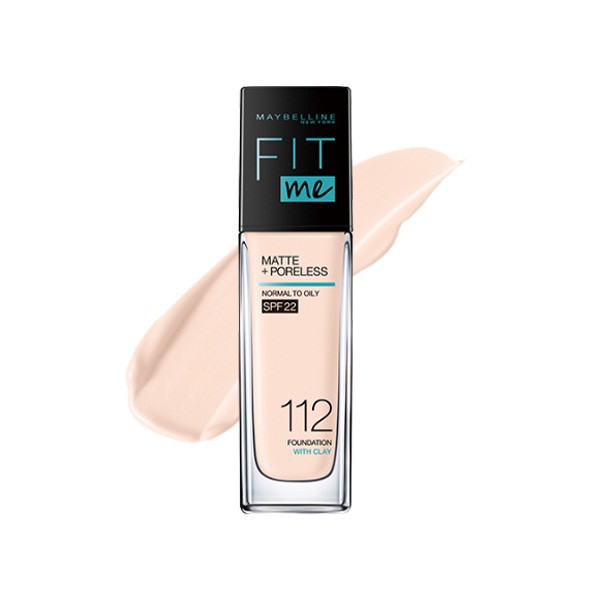 MAYBELLINE
NEW YORK
FIT
me
MATTE
+ PORELESS
NORMAL TO OILY
SPF 22
112
FOUNDATION
WITH CLAY